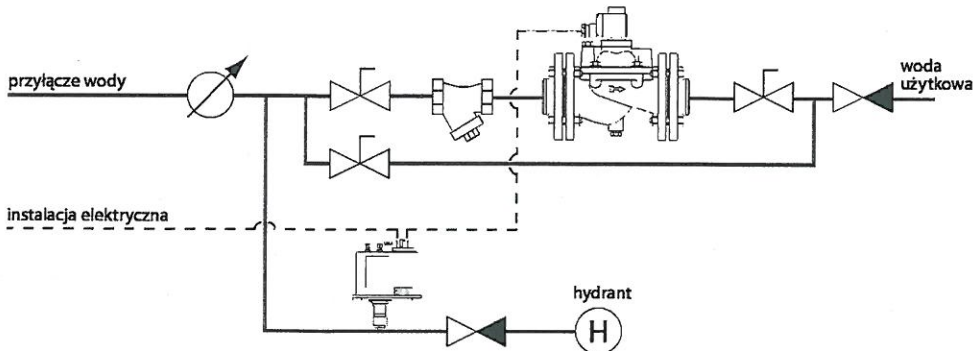 przyłącze wody
woda
użytkowa
instalacja elektryczna
hydrant
H